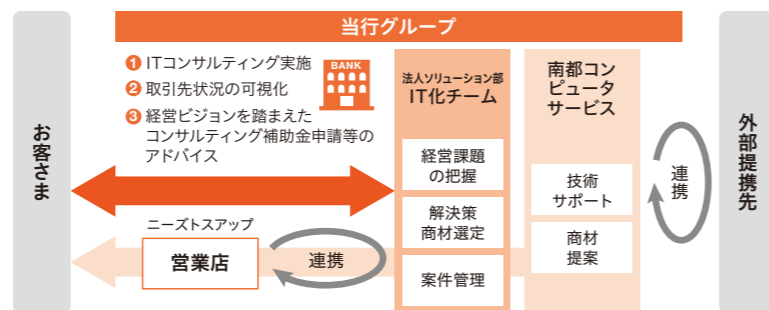 当行グループ
お客さま
❶ ITコンサルティング実施
❷ 取引先状況の可視化
❸ 経営ビジョンを踏まえた
コンサルティング補助金申請等の
アドバイス
BANK
ニーズトスアップ
営業店
連携
法人ソリューション部
IT化チーム
経営課題
の把握
解決策
商材選定
案件管理
南都コン
ピュータ
サービス
技術
サポート
商材
提案
連携
外部提携先